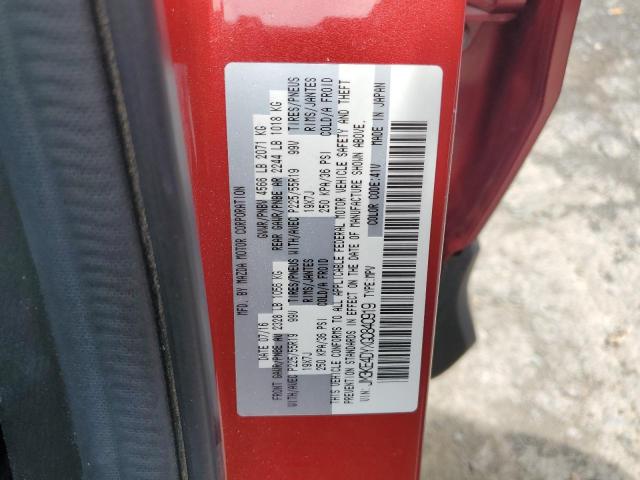 MFD. BY MAZDA MOTOR CORPORATION
DATE 07/16 GVWR/PNBV 4566 LB 2071 KG
FRONT GAWR/PNBE AV 2328 LB 1056 KG REAR GAWR/PNBE AR 2244 LB 1018 KG
WITH/AVEC P225/55R19 99V TIRES/PNEUS WITH/AVEC P225/55R19 99V TIRES/PNEUS
19X7J RIMS/JANTES 19X7J RIMS/JANTES
250 KPA/36 PSI COLD/A FROID 250 KPA/36 PSI COLD/A FROID
THIS VEHICLE CONFORMS TO ALL APPLICABLE FEDERAL MOTOR VEHICLE SAFETY AND THEFT
PREVENTION STANDARDS IN EFFECT ON THE DATE OF MANUFACTURE SHOWN ABOVE.
VIN: JM3KE4DYXG0840919 TYPE: MPV COLOR CODE: 41V MADE IN JAPAN